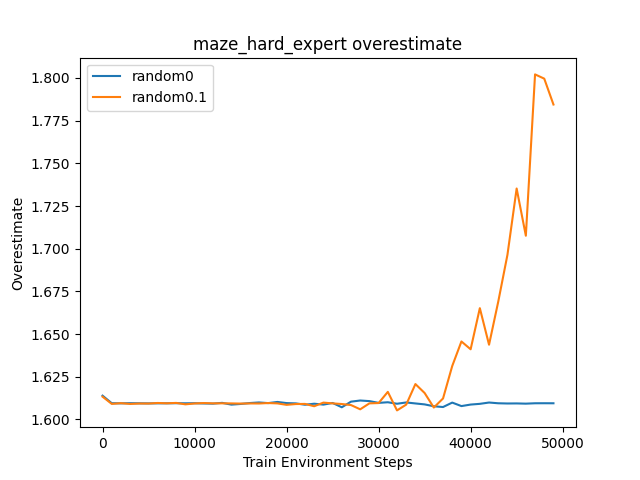 maze_hard_expert overestimate
random0
random0.1
Overestimate
1.800
1.775
1.750
1.725
1.700
1.675
1.650
1.625
1.600
0 10000 20000 30000 40000 50000
Train Environment Steps